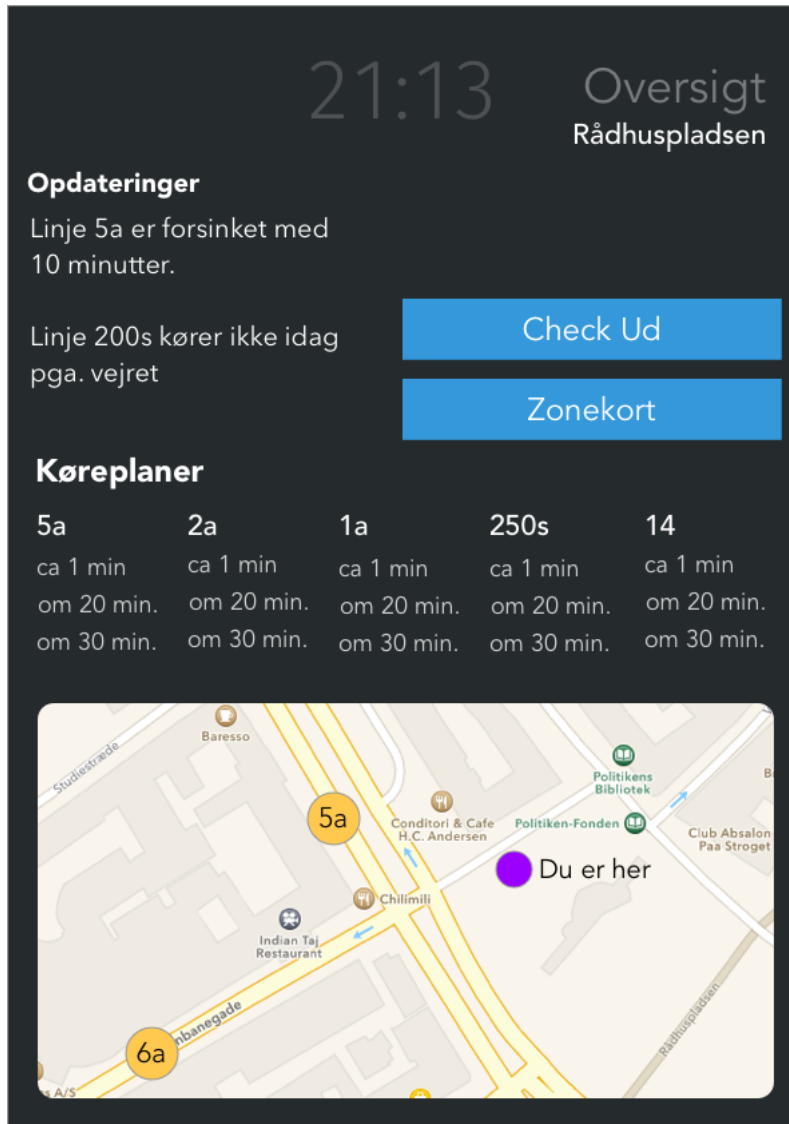 21:13
Oversigt
Rådhuspladsen
Opdateringer
Linje 5a er forsinket med
10 minutter.
Linje 200s kører ikke idag
pga. vejret
Check Ud
Zonekort
Køreplaner
5a 2a 1a 250s 14
ca 1 min ca 1 min ca 1 min ca 1 min ca 1 min
om 20 min. om 20 min. om 20 min. om 20 min. om 20 min.
om 30 min. om 30 min. om 30 min. om 30 min. om 30 min.
Baresso
Studiestræde
Politikens
Bibliotek
5a
Conditori & Cafe
H.C. Andersen
Politiken-Fonden
Club Absalon
Paa Stroget
Du er her
Chilimili
Indian Taj
Restaurant
nbanegade
Rådhuspladsen
6a
s A/S